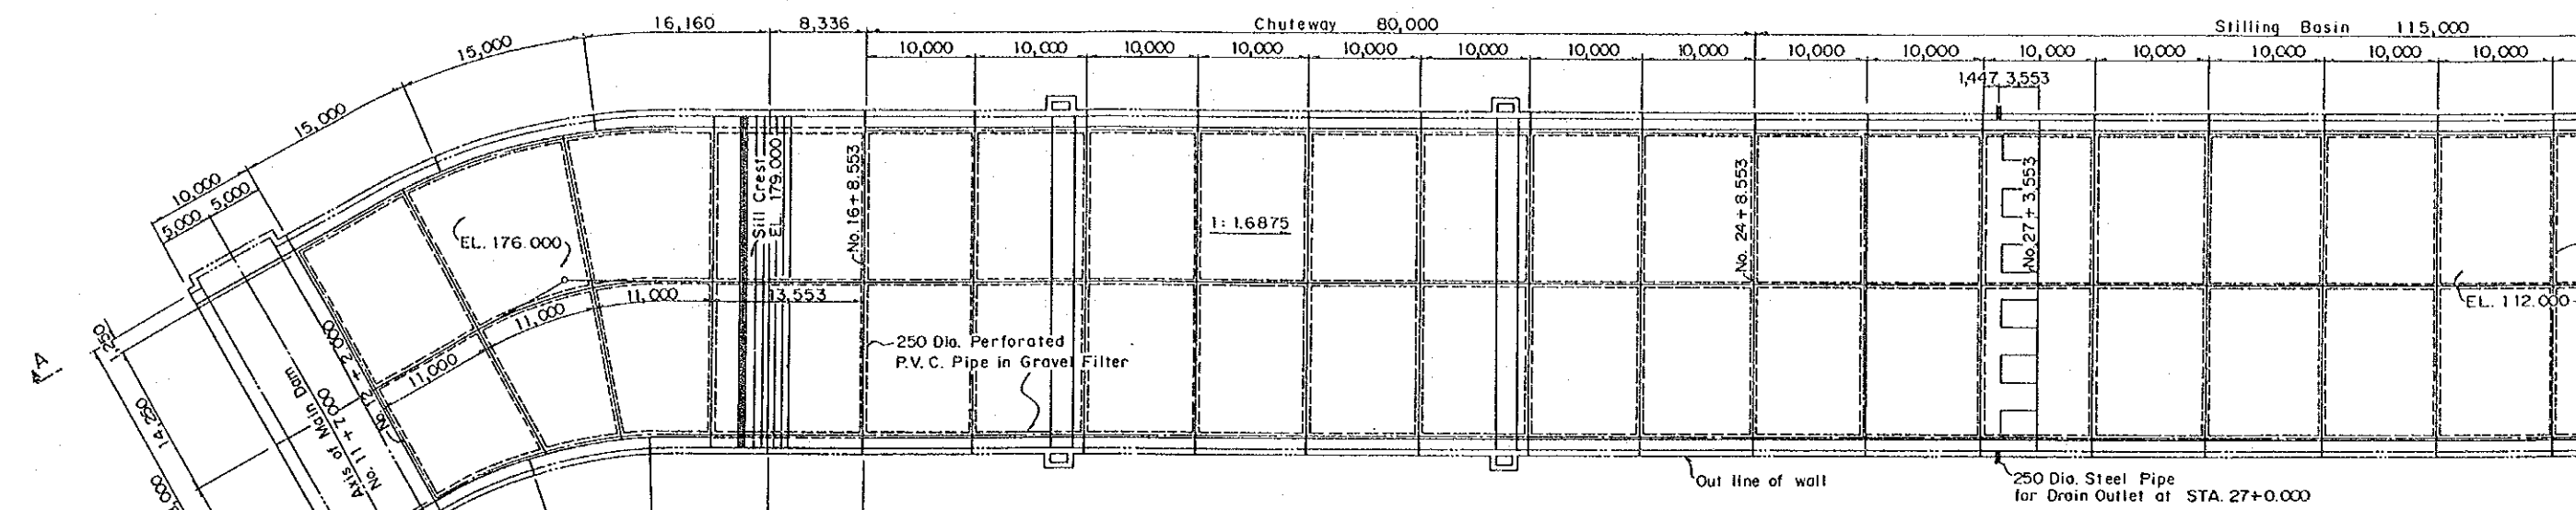 16,160
8,336
Chuteway 80,000
Stilling Basin 115,000
15,000
10,000 10,000 10,000 10,000 10,000 10,000 10,000 10,000 10,000 10,000 10,000 10,000 10,000 10,000 10,000
1,447 3,553
15,000
10,000
5,000 5,000
Sill Crest
EL. 179.000
No. 16 + 8.553
No. 24 + 8.553
No. 27 + 3.553
EL. 176.000
1: 1.6875
11,000
13,553
EL. 112.000
11,000
11,000
250 Dia. Perforated
P.V.C. Pipe in Gravel Filter
1,250
A
14,250
No. 12 + 2.000
Axis of Main Dam
No. 11 + 7.000
Out line of wall
250 Dia. Steel Pipe
for Drain Outlet at STA. 27+0.000